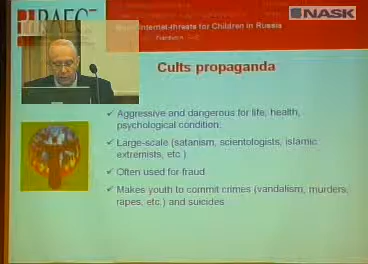 RAEC
NASK
Internet-threats for Children in Russia
Cults propaganda
Aggressive and dangerous for life, health,
psychological condition;
Large-scale (satanism, scientologists, islamic
extremists, etc.)
Often used for fraud
Makes youth to commit crimes (vandalism, murders,
rapes, etc.) and suicides